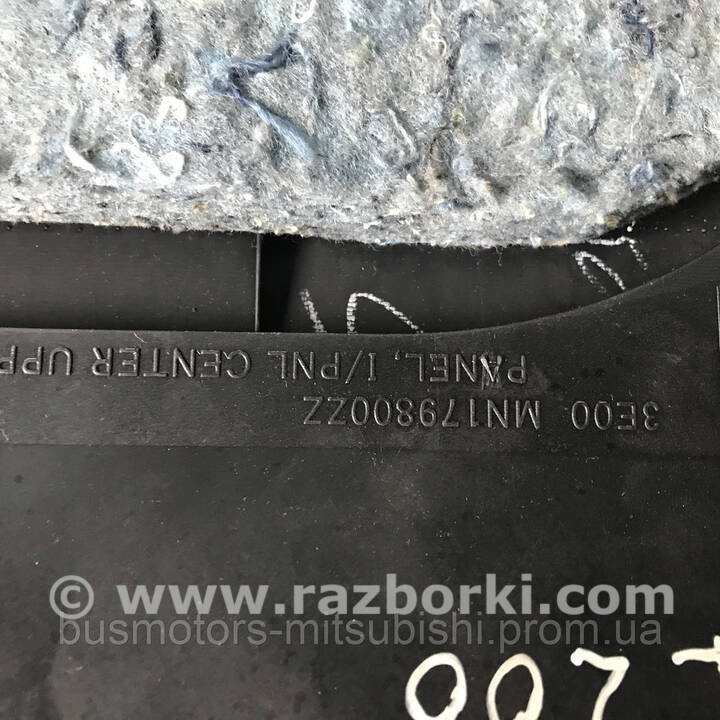 3E00 MN179800ZZ
PANEL, I/PNL CENTER UPP
© www.razborki.com
busmotors-mitsubishi.prom.ua